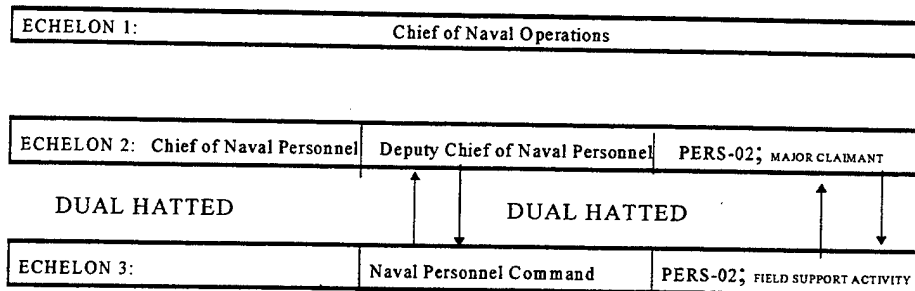 ECHELON 1: Chief of Naval Operations
ECHELON 2: Chief of Naval Personnel Deputy Chief of Naval Personnel PERS-02; MAJOR CLAIMANT
DUAL HATTED DUAL HATTED
ECHELON 3: Naval Personnel Command PERS-02; FIELD SUPPORT ACTIVITY